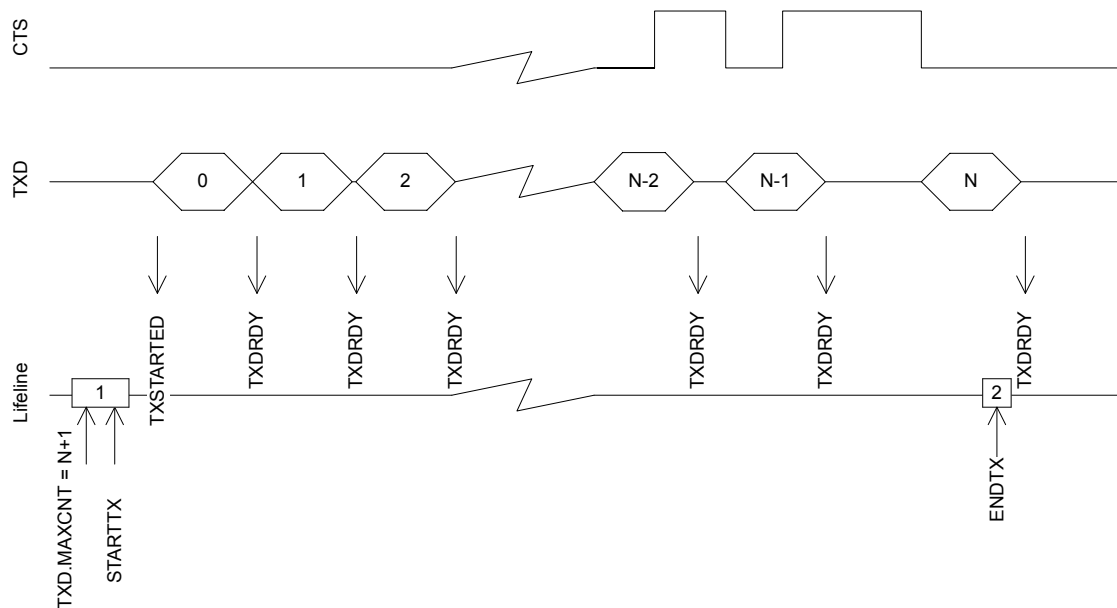 CTS
TXD
0
1
2
N-2
N-1
N
TXSTARTED
TXDRDY
TXDRDY
TXDRDY
TXDRDY
TXDRDY
TXDRDY
Lifeline
1
2
TXD.MAXCNT = N+1
STARTTX
ENDTX